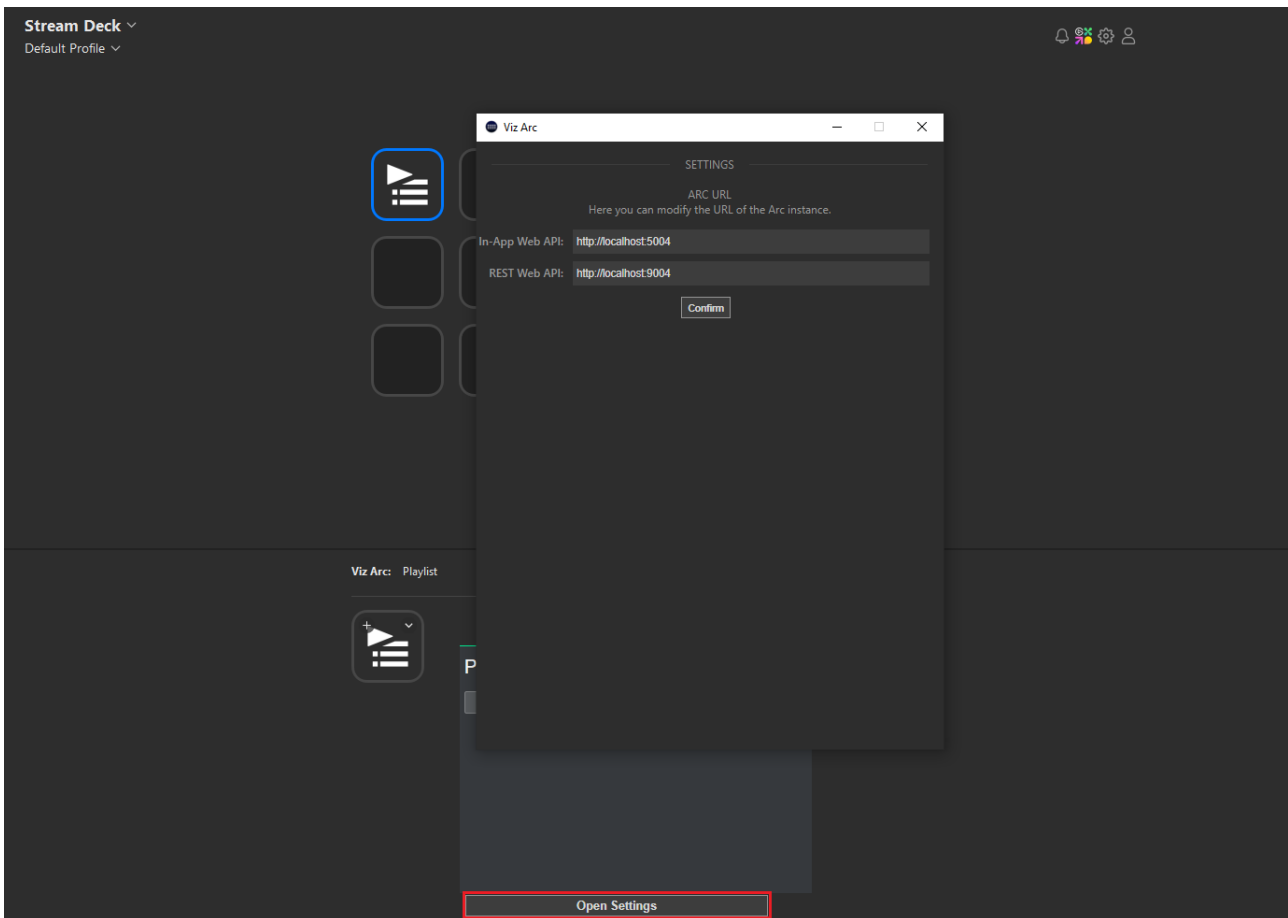 Stream Deck
Default Profile
Viz Arc
SETTINGS
ARC URL
Here you can modify the URL of the Arc instance.
In-App Web API: http://localhost:5004
REST Web API: http://localhost:9004
Confirm
Viz Arc: Playlist
P
Open Settings